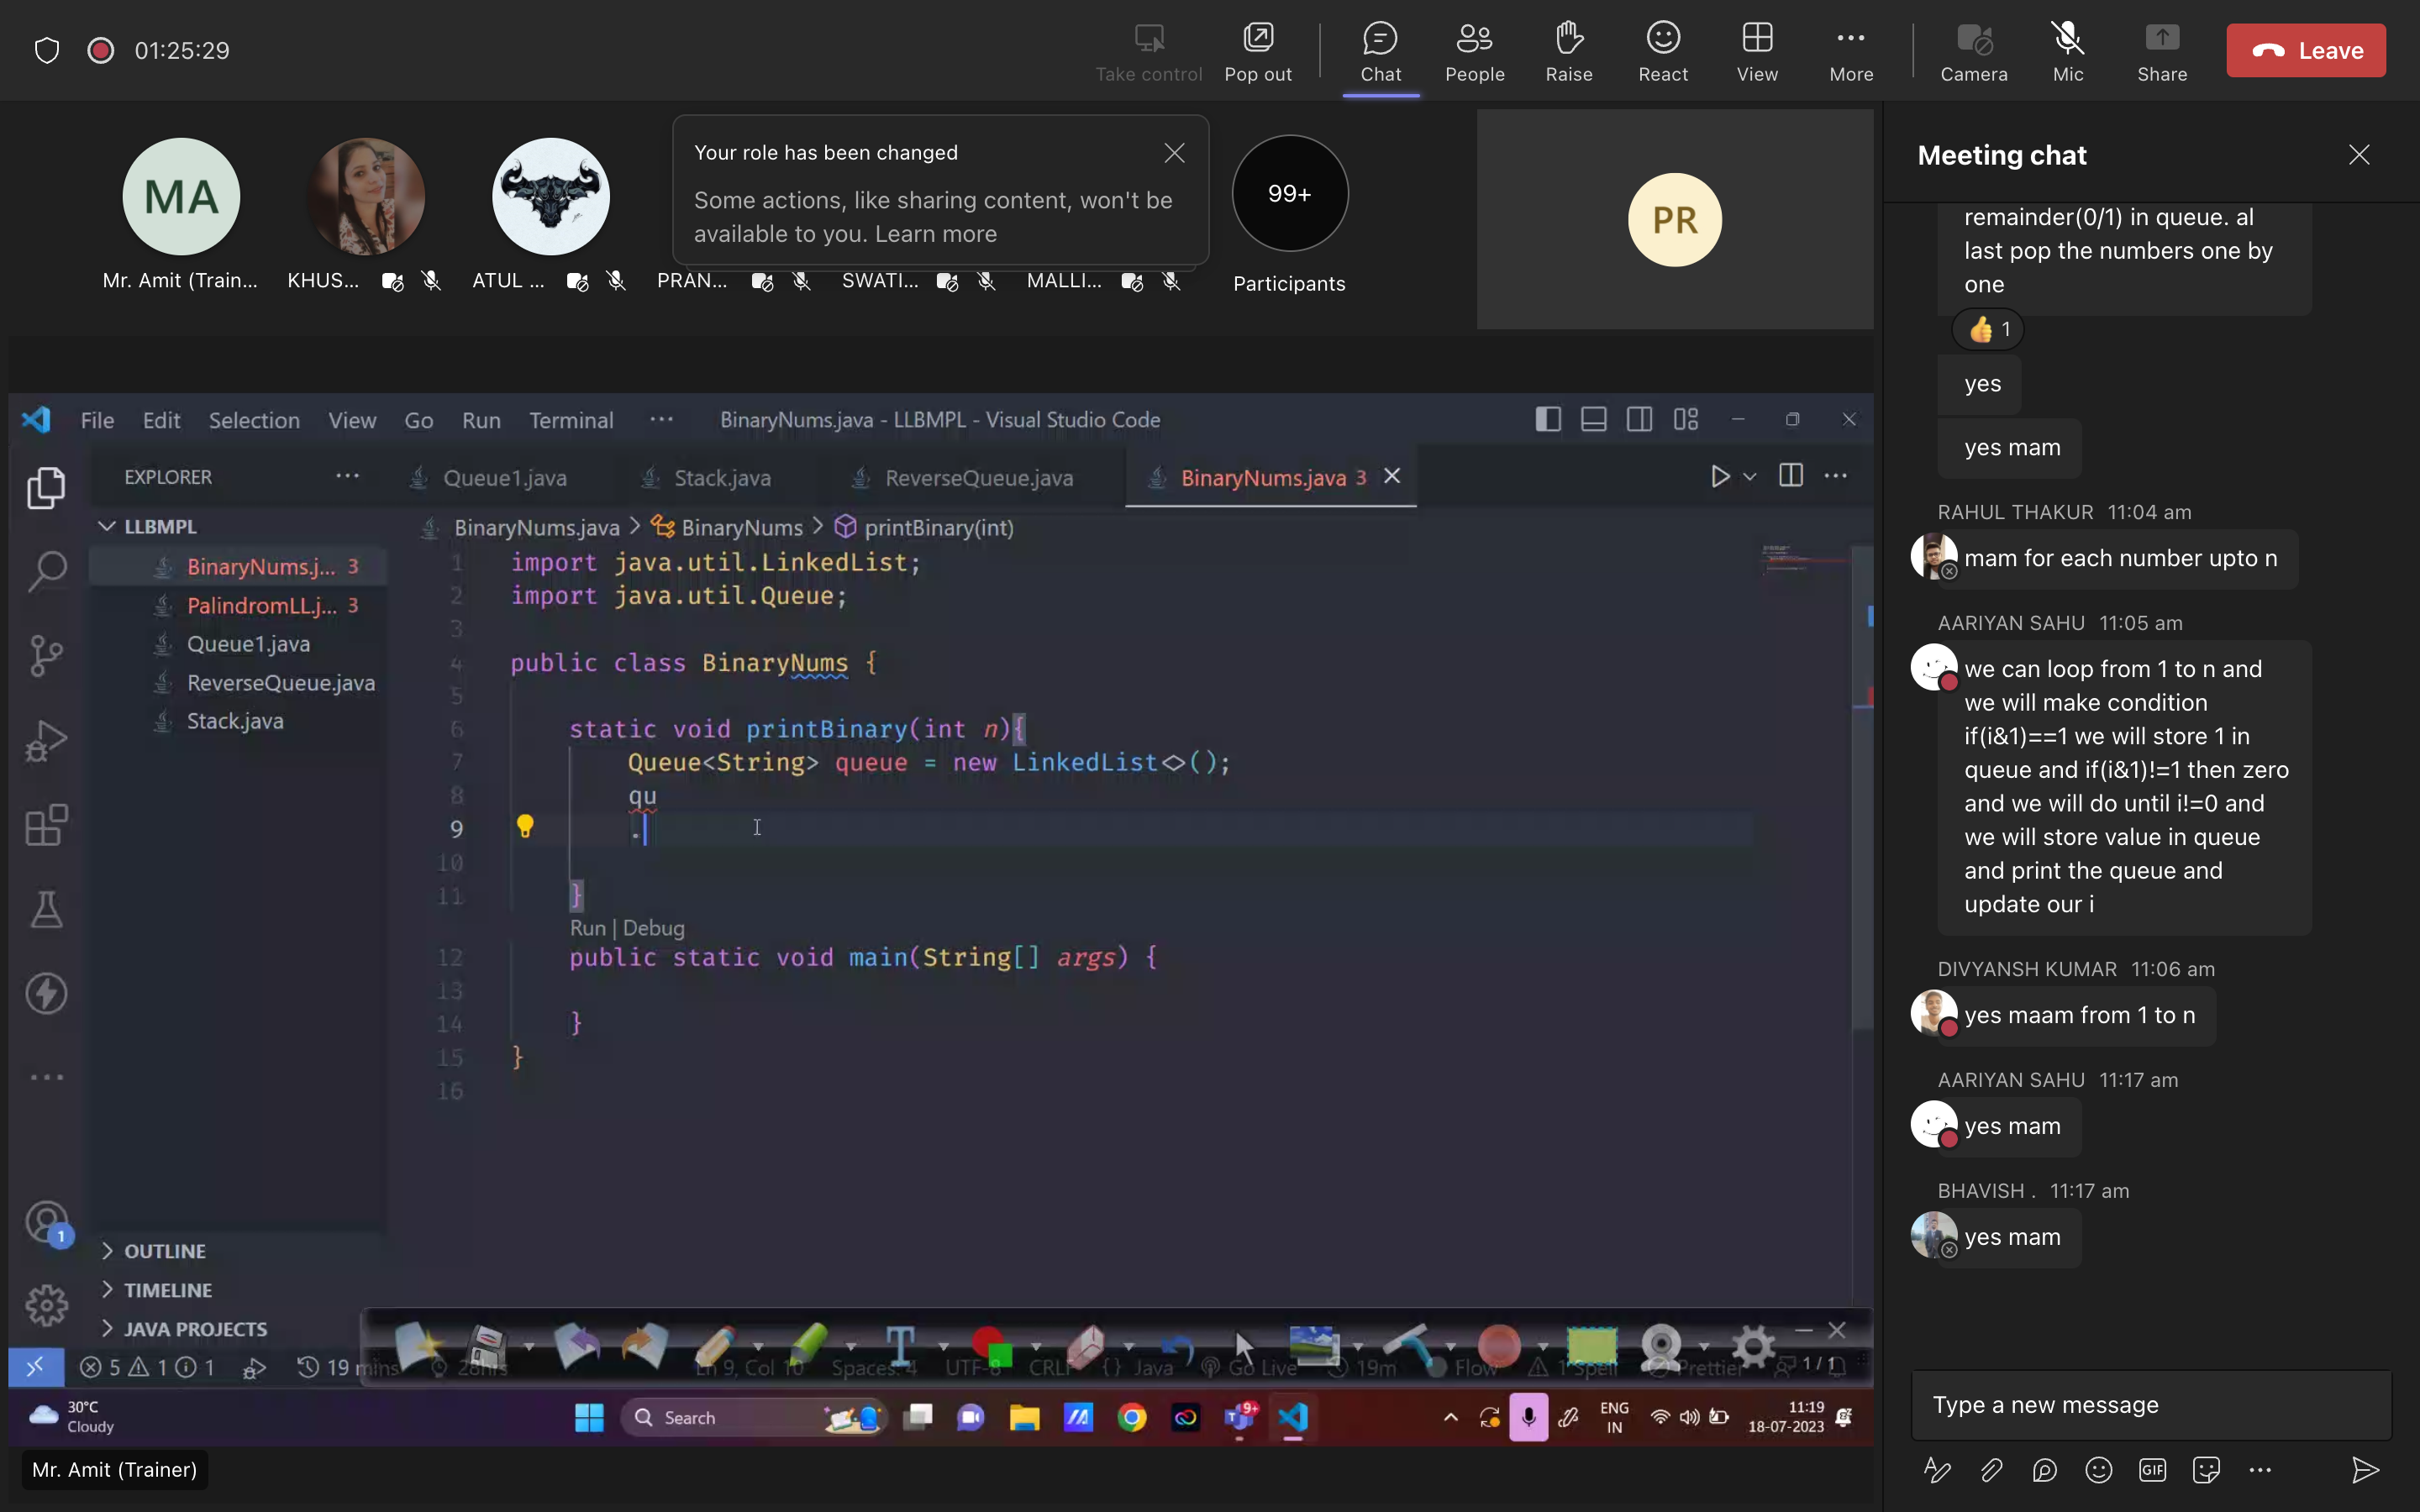 01:25:29
Take control
Pop out
Chat
People
Raise
React
View
More
Camera
Mic
Share
Leave
MA
Mr. Amit (Train...
KHUS...
ATUL ...
PRAN...
SWATI...
MALLI...
Your role has been changed
Some actions, like sharing content, won't be
available to you. Learn more
99+
Participants
PR
File Edit Selection View Go Run Terminal ...
BinaryNums.java - LLBMPL - Visual Studio Code
EXPLORER
Queue1.java
Stack.java
ReverseQueue.java
BinaryNums.java 3
LLBMPL
BinaryNums.j... 3
PalindromLL.j... 3
Queue1.java
ReverseQueue.java
Stack.java
BinaryNums.java > BinaryNums > printBinary(int)
1 import java.util.LinkedList;
2 import java.util.Queue;
3
4 public class BinaryNums {
5
6 static void printBinary(int n){
7 Queue<String> queue = new LinkedList<>();
8 qu
9 .
10
11 }
Run | Debug
12 public static void main(String[] args) {
13
14 }
15 }
16
1
OUTLINE
TIMELINE
JAVA PROJECTS
5 1 1
19 mins
28hrs
Ln 9, Col 10
Spaces: 4
UTF-8
CRLF
{ } Java
Go Live
19m
Flow
1 Spell
Prettier
1/1
30°C
Cloudy
Search
9+
ENG
IN
11:19
18-07-2023
Mr. Amit (Trainer)
Meeting chat
remainder(0/1) in queue. al
last pop the numbers one by
one
👍 1
yes
yes mam
RAHUL THAKUR 11:04 am
mam for each number upto n
AARIYAN SAHU 11:05 am
we can loop from 1 to n and
we will make condition
if(i&1)==1 we will store 1 in
queue and if(i&1)!=1 then zero
and we will do until i!=0 and
we will store value in queue
and print the queue and
update our i
DIVYANSH KUMAR 11:06 am
yes maam from 1 to n
AARIYAN SAHU 11:17 am
yes mam
BHAVISH . 11:17 am
yes mam
Type a new message
GIF